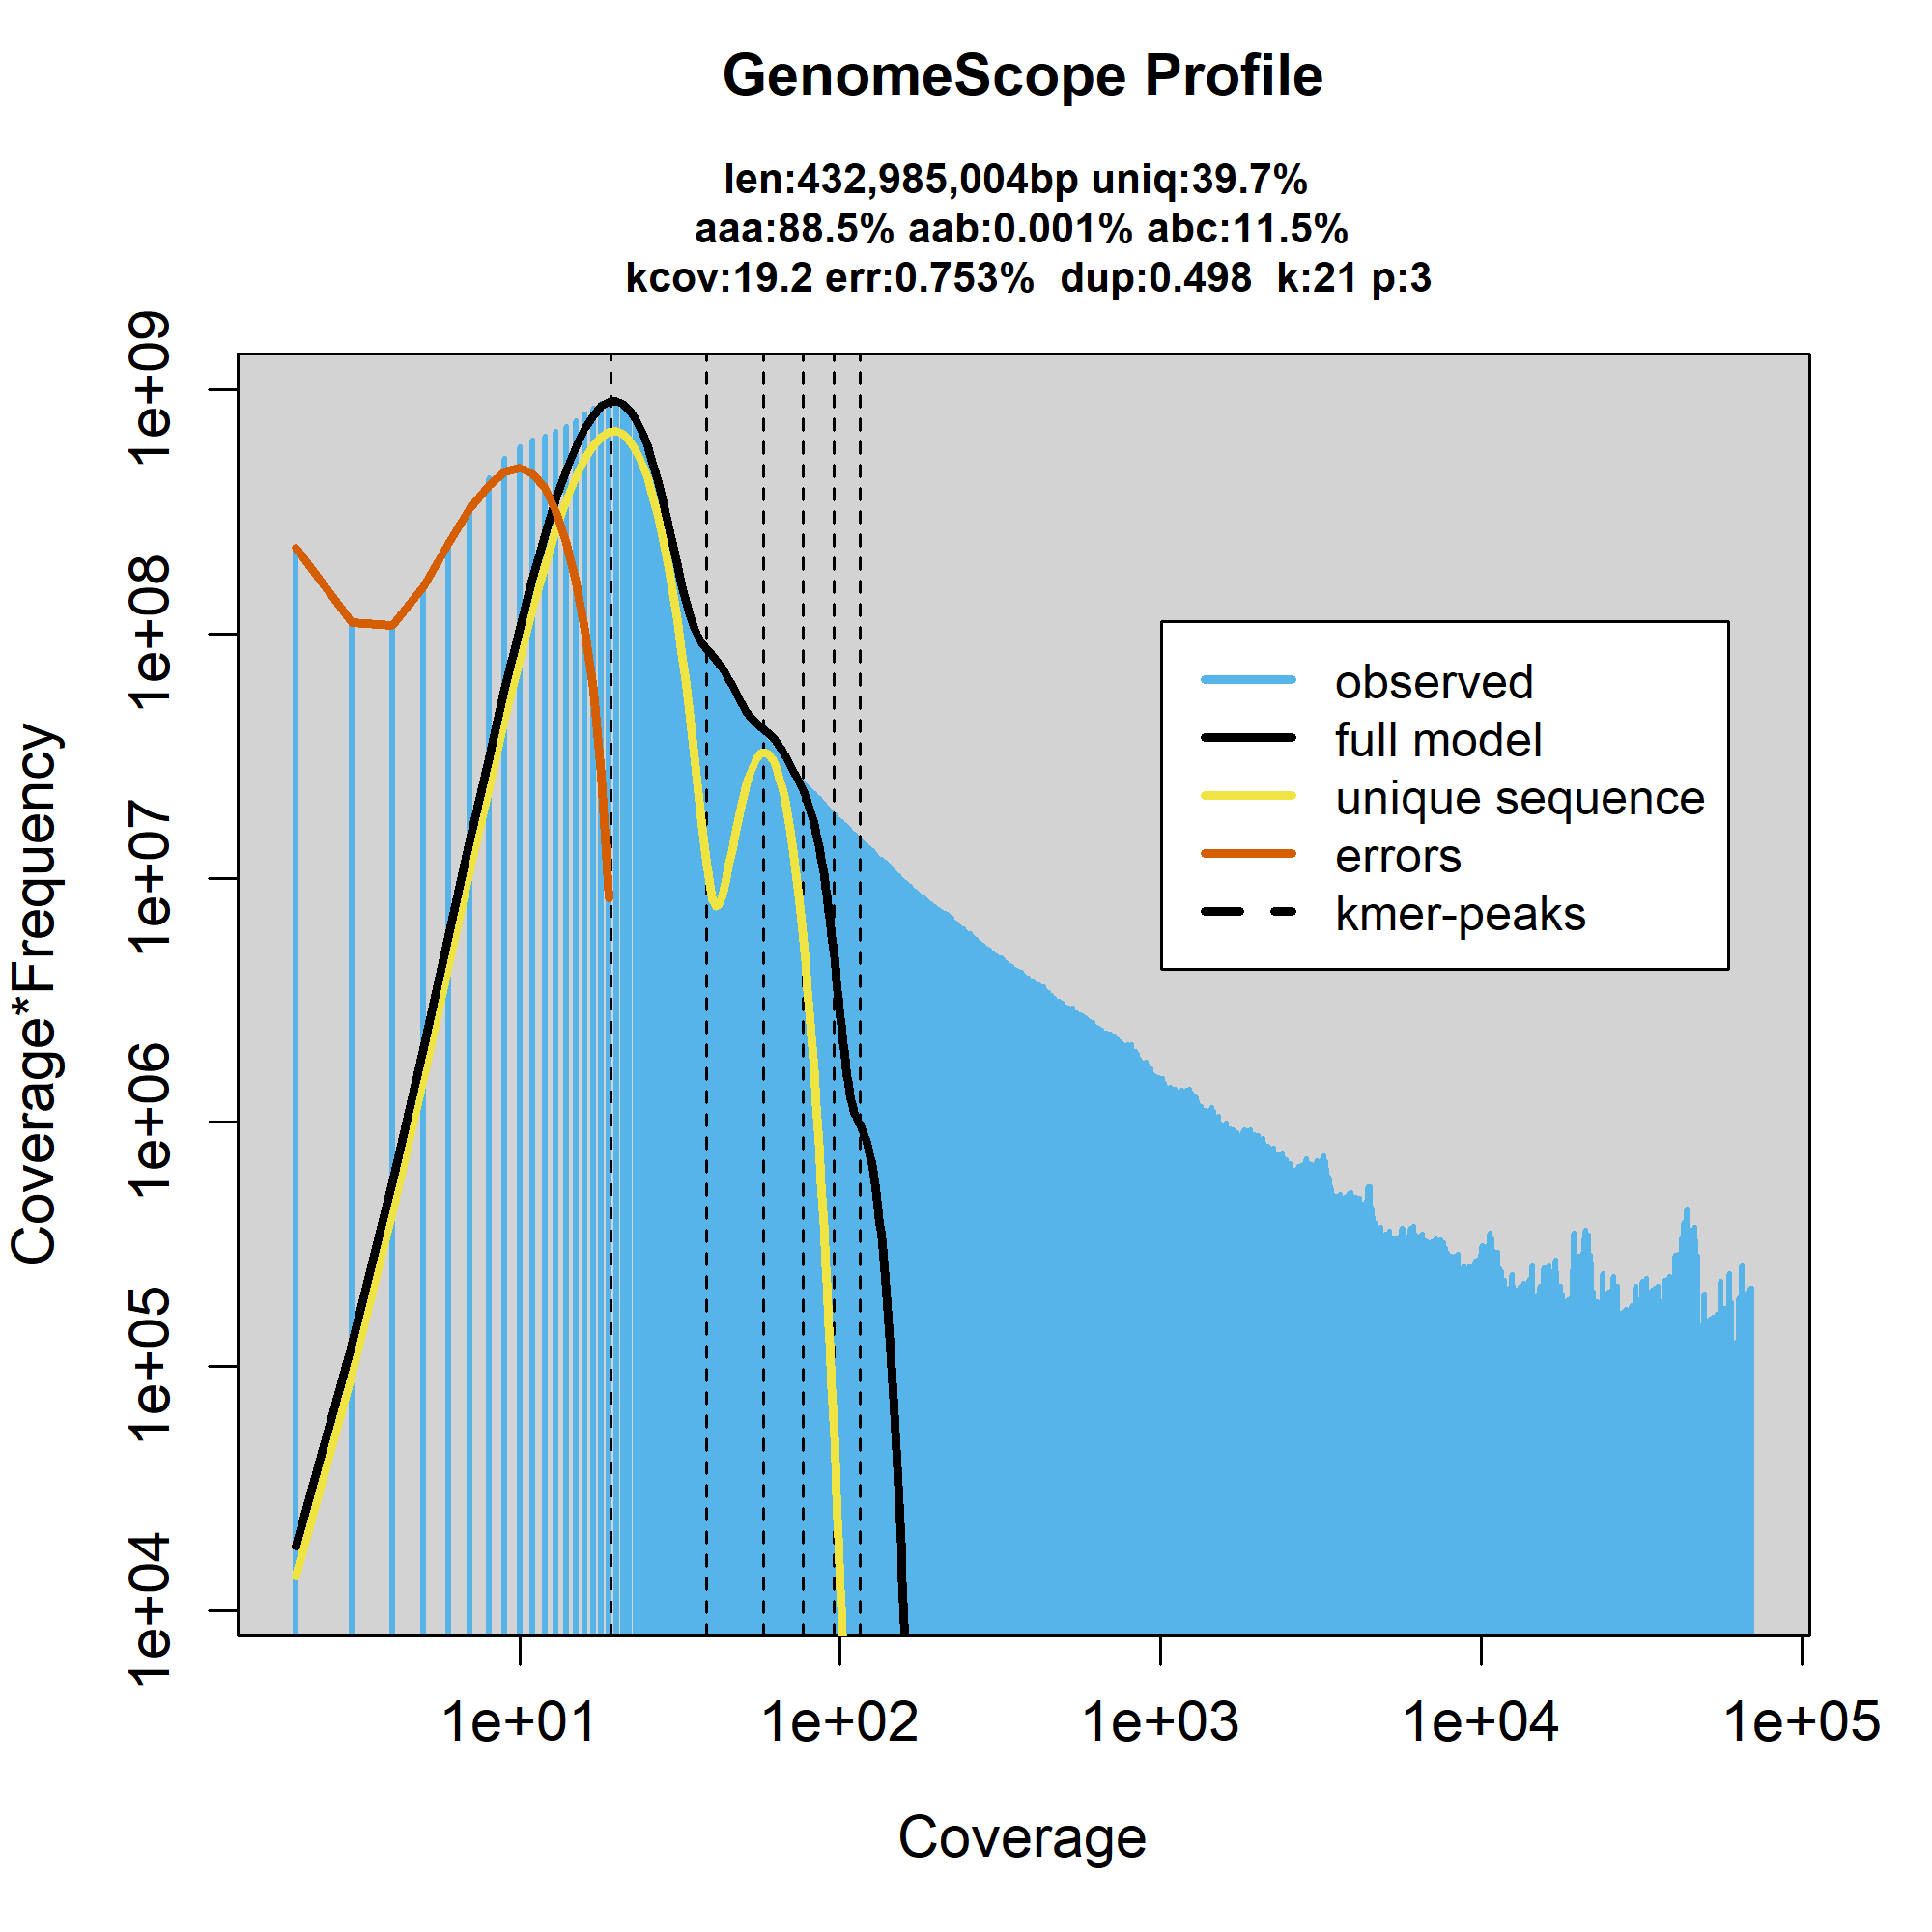 GenomeScope Profile
len:432,985,004bp uniq:39.7%
aaa:88.5% aab:0.001% abc:11.5%
kcov:19.2 err:0.753% dup:0.498 k:21 p:3
Coverage*Frequency
1e+09
1e+08
1e+07
1e+06
1e+05
1e+04
observed
full model
unique sequence
errors
kmer-peaks
1e+01 1e+02 1e+03 1e+04 1e+05
Coverage